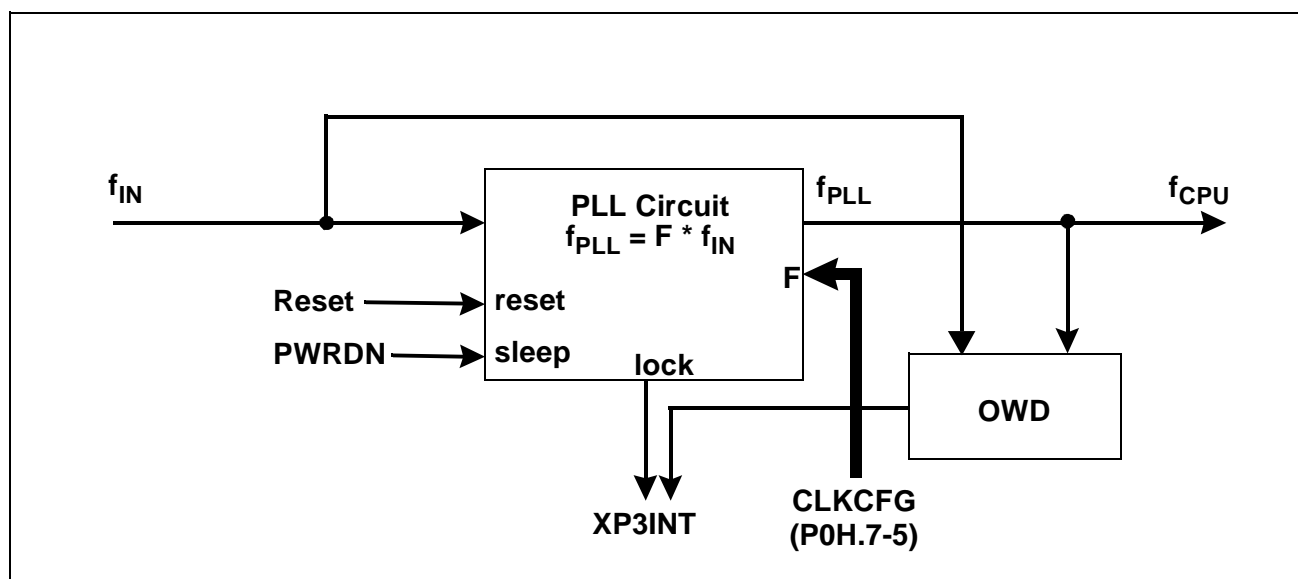 f_IN
PLL Circuit
f_PLL = F * f_IN
f_PLL
f_CPU
F
Reset
reset
PWRDN
sleep
lock
OWD
XP3INT
CLKCFG
(P0H.7-5)